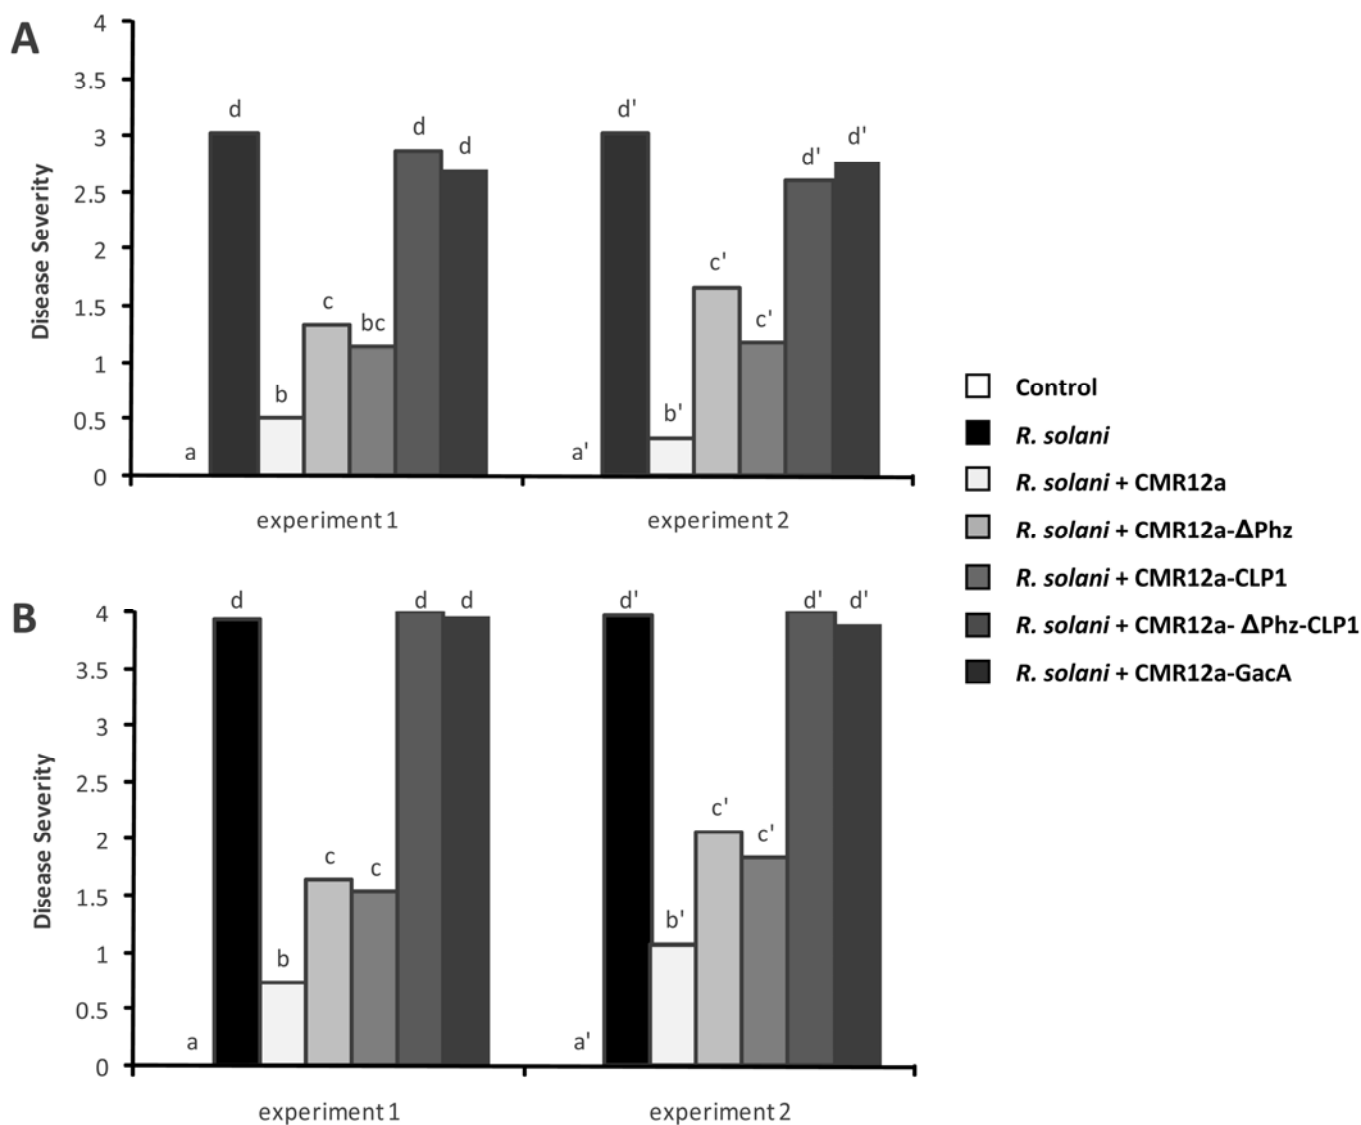 A
Disease Severity
4
3.5
3
2.5
2
1.5
1
0.5
0
a
d
b
c
bc
d
d
a'
d'
b'
c'
c'
d'
d'
experiment 1
experiment 2
Control
R. solani
R. solani + CMR12a
R. solani + CMR12a-ΔPhz
R. solani + CMR12a-CLP1
R. solani + CMR12a- ΔPhz-CLP1
R. solani + CMR12a-GacA
B
Disease Severity
4
3.5
3
2.5
2
1.5
1
0.5
0
a
d
b
c
c
d
d
a'
d'
b'
c'
c'
d'
d'
experiment 1
experiment 2